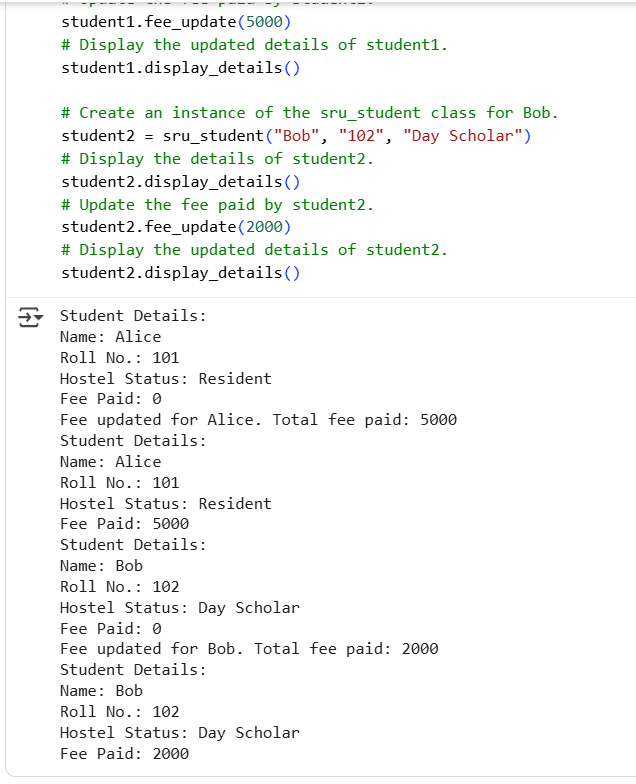 student1.fee_update(5000)
# Display the updated details of student1.
student1.display_details()
# Create an instance of the sru_student class for Bob.
student2 = sru_student("Bob", "102", "Day Scholar")
# Display the details of student2.
student2.display_details()
# Update the fee paid by student2.
student2.fee_update(2000)
# Display the updated details of student2.
student2.display_details()
Student Details:
Name: Alice
Roll No.: 101
Hostel Status: Resident
Fee Paid: 0
Fee updated for Alice. Total fee paid: 5000
Student Details:
Name: Alice
Roll No.: 101
Hostel Status: Resident
Fee Paid: 5000
Student Details:
Name: Bob
Roll No.: 102
Hostel Status: Day Scholar
Fee Paid: 0
Fee updated for Bob. Total fee paid: 2000
Student Details:
Name: Bob
Roll No.: 102
Hostel Status: Day Scholar
Fee Paid: 2000